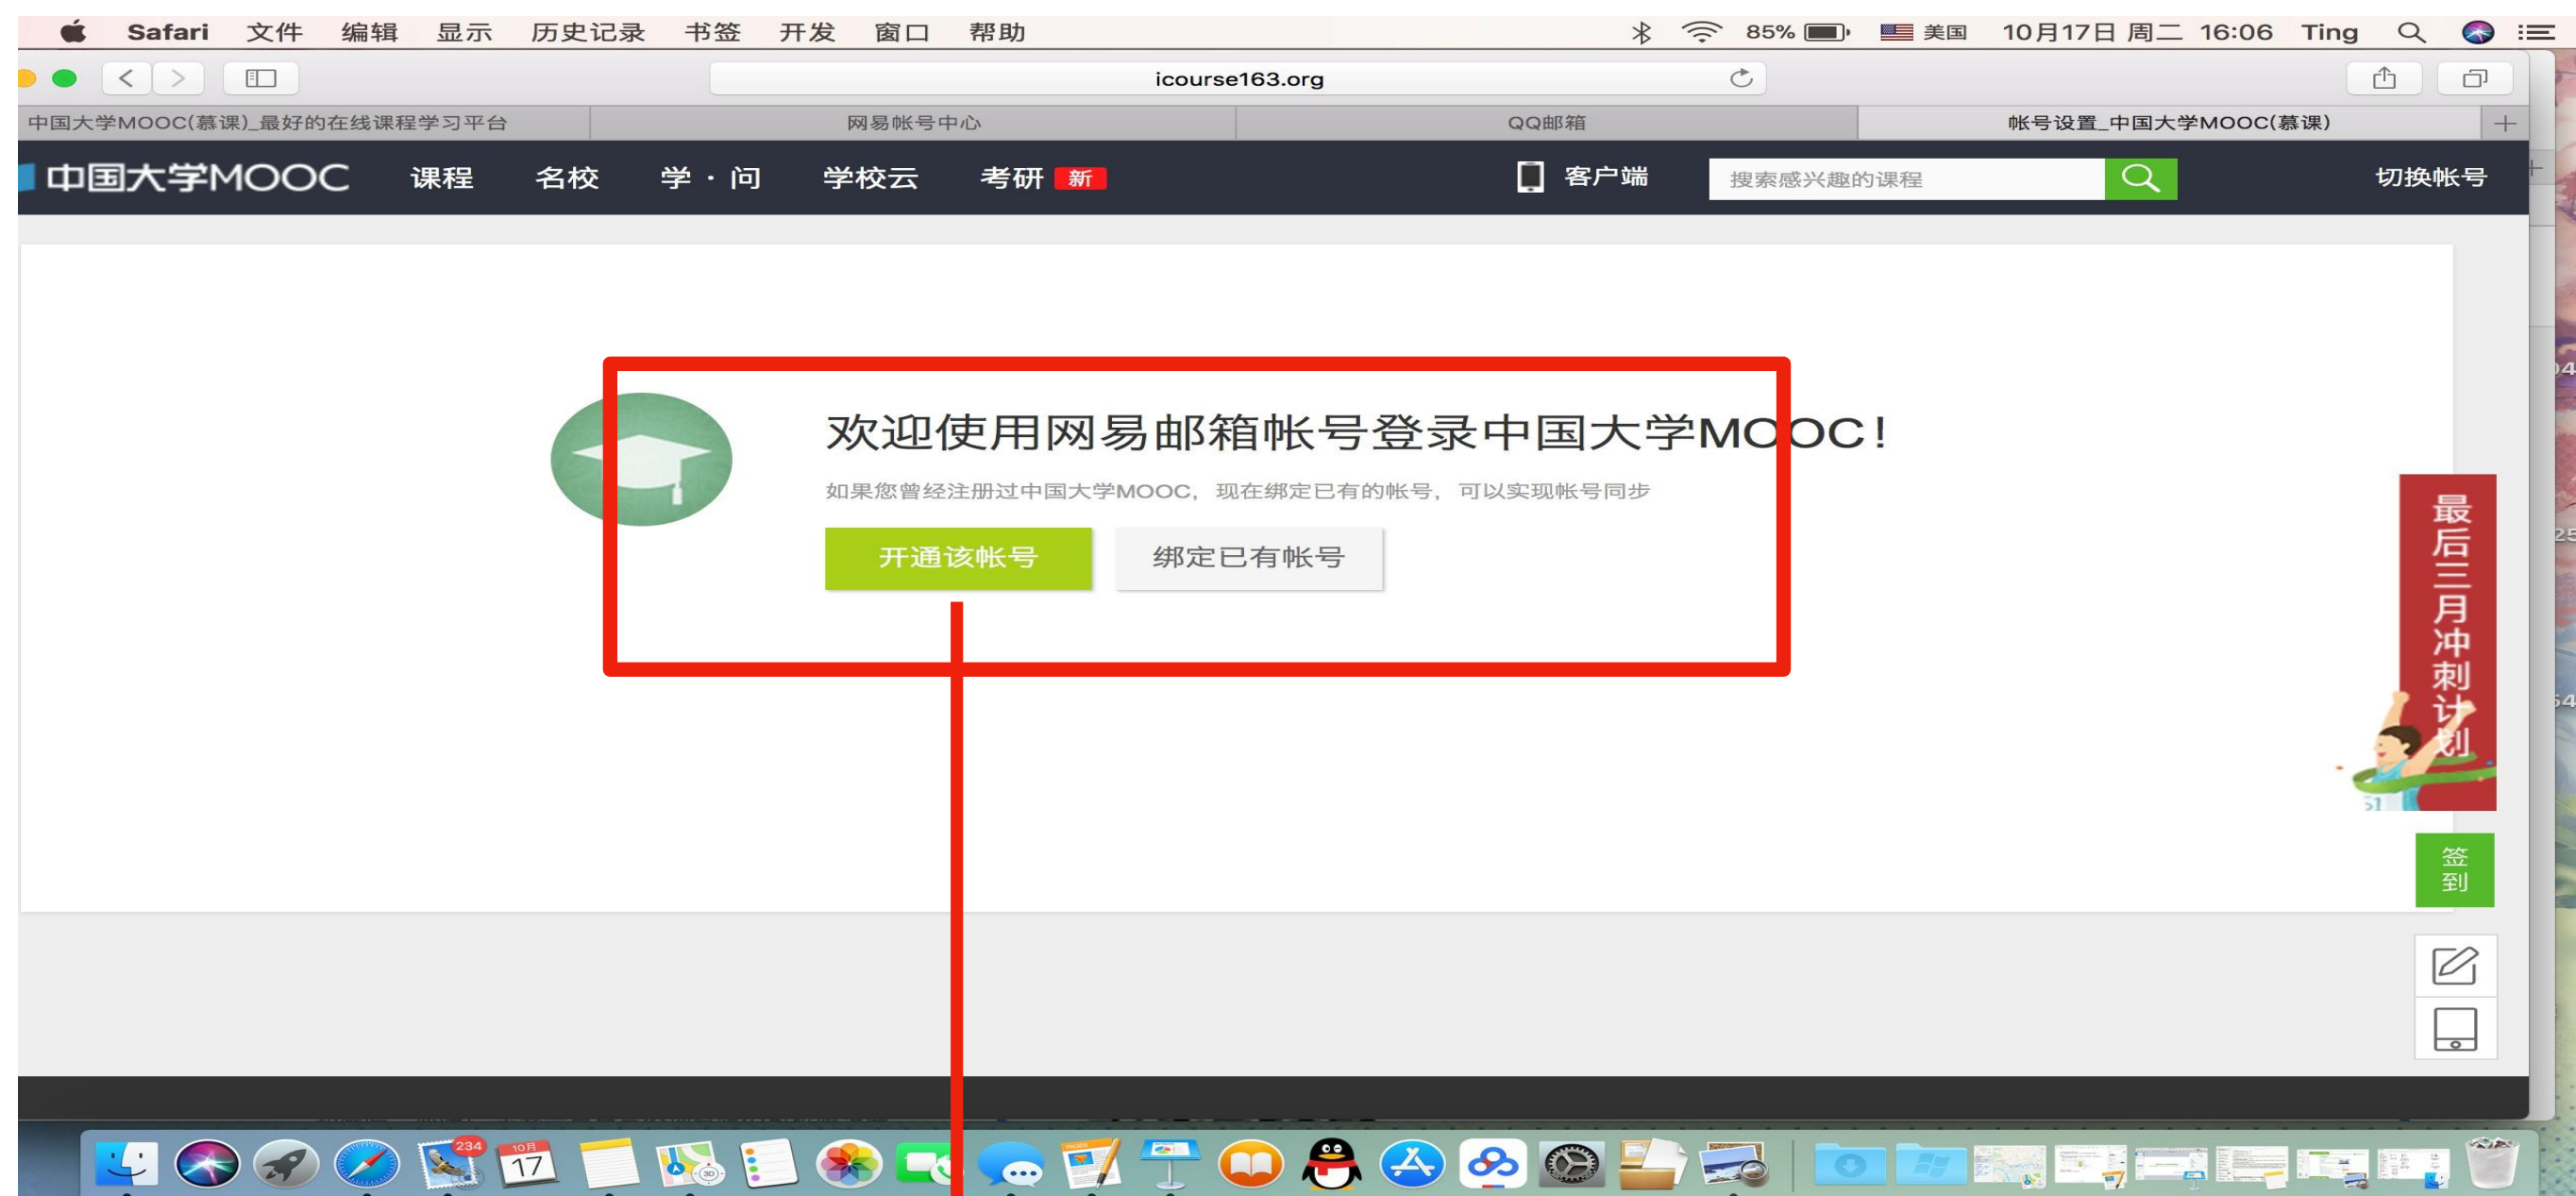 Safari 文件 编辑 显示 历史记录 书签 开发 窗口 帮助 85% 美国 10月17日 周二 16:06 Ting
icourse163.org
中国大学MOOC(慕课)_最好的在线课程学习平台 网易帐号中心 QQ邮箱 帐号设置_中国大学MOOC(慕课)
中国大学MOOC 课程 名校 学·问 学校云 考研 新 客户端 搜索感兴趣的课程 切换帐号
欢迎使用网易邮箱帐号登录中国大学MOOC！
如果您曾经注册过中国大学MOOC，现在绑定已有的帐号，可以实现帐号同步
开通该帐号 绑定已有帐号
最后三月冲刺计划
签到
234 10月 17